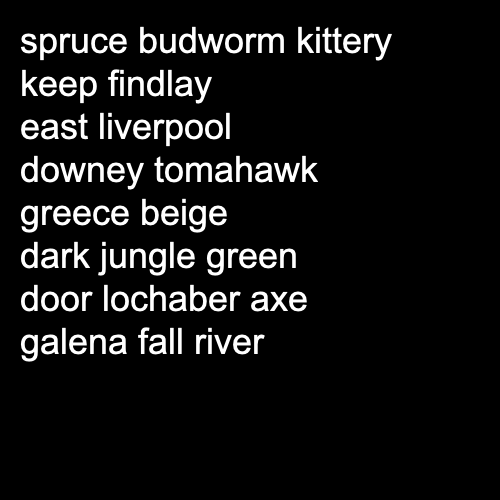 spruce budworm kittery
keep findlay
east liverpool
downey tomahawk
greece beige
dark jungle green
door lochaber axe
galena fall river